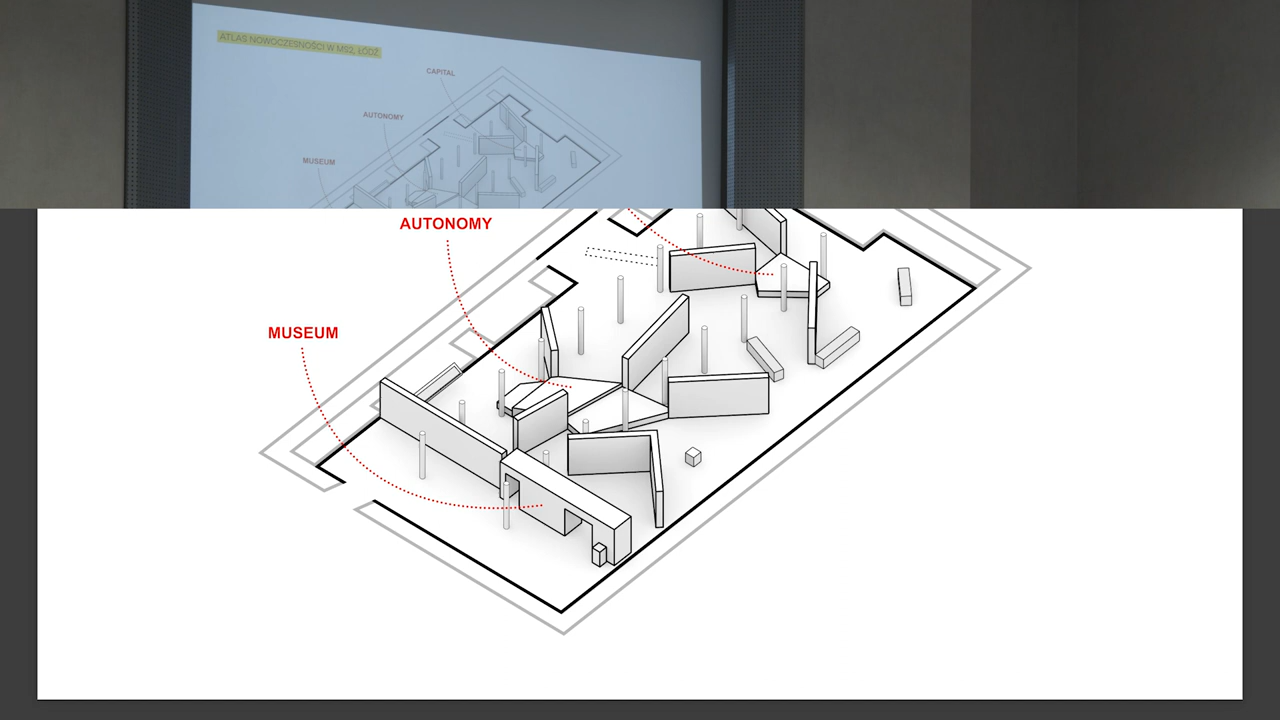 ATLAS NOWOCZESNOŚCI W MS2, ŁÓDŹ
CAPITAL
AUTONOMY
MUSEUM
AUTONOMY
MUSEUM